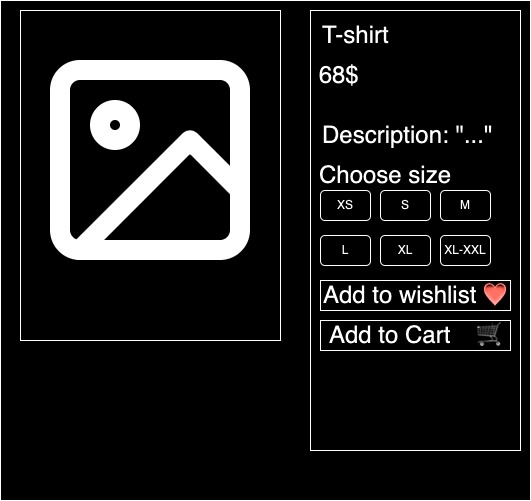 T-shirt
68$
Description: "..."
Choose size
XS S M
L XL XL-XXL
Add to wishlist ❤️
Add to Cart 🛒